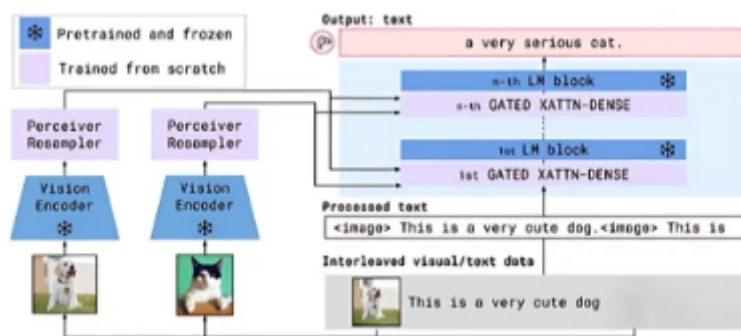 Output: text
Pretrained and frozen
a very serious cat.
Trained from scratch
n-th LM block
n-th GATED XATTN-DENSE
Perceiver
Resampler
Perceiver
Resampler
1st LM block
1st GATED XATTN-DENSE
Vision
Encoder
Vision
Encoder
Processed text
<image> This is a very cute dog.<image> This is
Interleaved visual/text data
This is a very cute dog